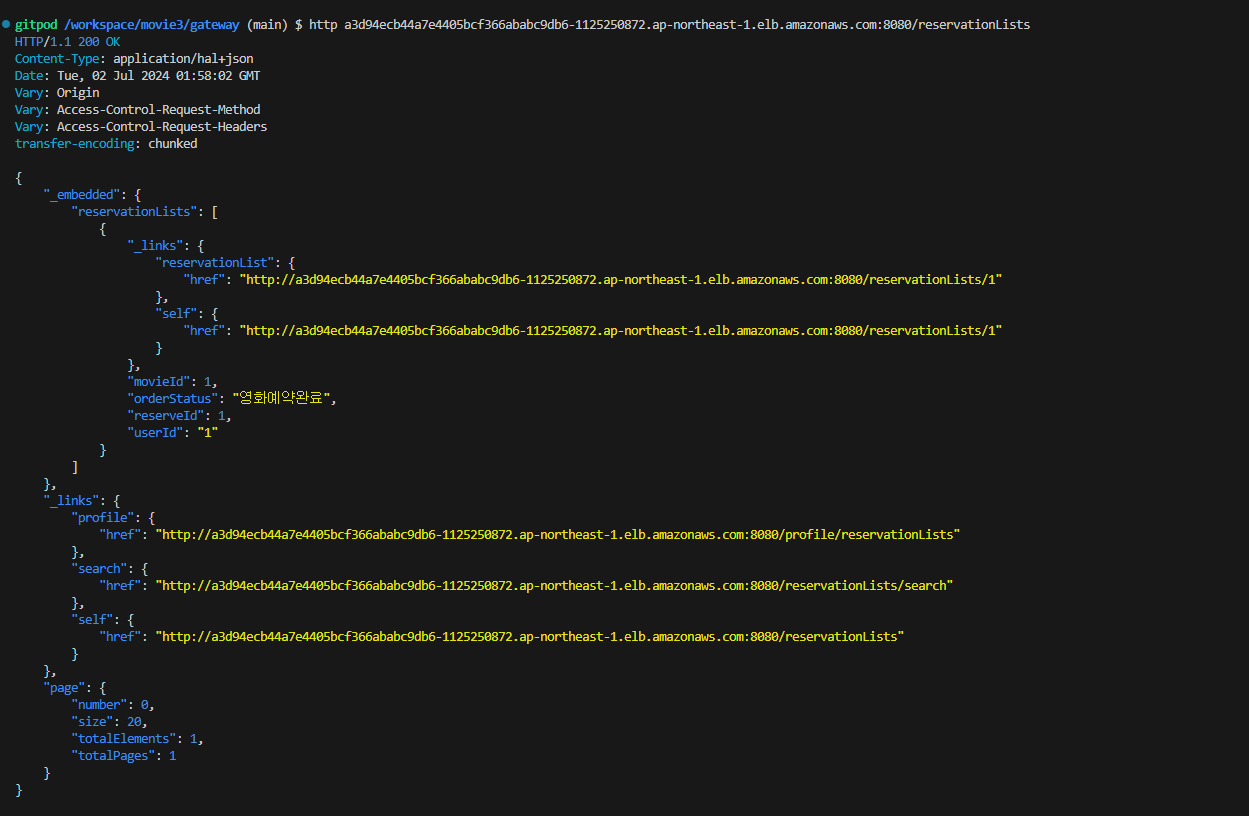 gitpod /workspace/movie3/gateway (main) $ http a3d94ecb44a7e4405bcf366ababc9db6-1125250872.ap-northeast-1.elb.amazonaws.com:8080/reservationLists
HTTP/1.1 200 OK
Content-Type: application/hal+json
Date: Tue, 02 Jul 2024 01:58:02 GMT
Vary: Origin
Vary: Access-Control-Request-Method
Vary: Access-Control-Request-Headers
transfer-encoding: chunked

{
    "_embedded": {
        "reservationLists": [
            {
                "_links": {
                    "reservationList": {
                        "href": "http://a3d94ecb44a7e4405bcf366ababc9db6-1125250872.ap-northeast-1.elb.amazonaws.com:8080/reservationLists/1"
                    },
                    "self": {
                        "href": "http://a3d94ecb44a7e4405bcf366ababc9db6-1125250872.ap-northeast-1.elb.amazonaws.com:8080/reservationLists/1"
                    }
                },
                "movieId": 1,
                "orderStatus": "영화예약완료",
                "reserveId": 1,
                "userId": "1"
            }
        ]
    },
    "_links": {
        "profile": {
            "href": "http://a3d94ecb44a7e4405bcf366ababc9db6-1125250872.ap-northeast-1.elb.amazonaws.com:8080/profile/reservationLists"
        },
        "search": {
            "href": "http://a3d94ecb44a7e4405bcf366ababc9db6-1125250872.ap-northeast-1.elb.amazonaws.com:8080/reservationLists/search"
        },
        "self": {
            "href": "http://a3d94ecb44a7e4405bcf366ababc9db6-1125250872.ap-northeast-1.elb.amazonaws.com:8080/reservationLists"
        }
    },
    "page": {
        "number": 0,
        "size": 20,
        "totalElements": 1,
        "totalPages": 1
    }
}